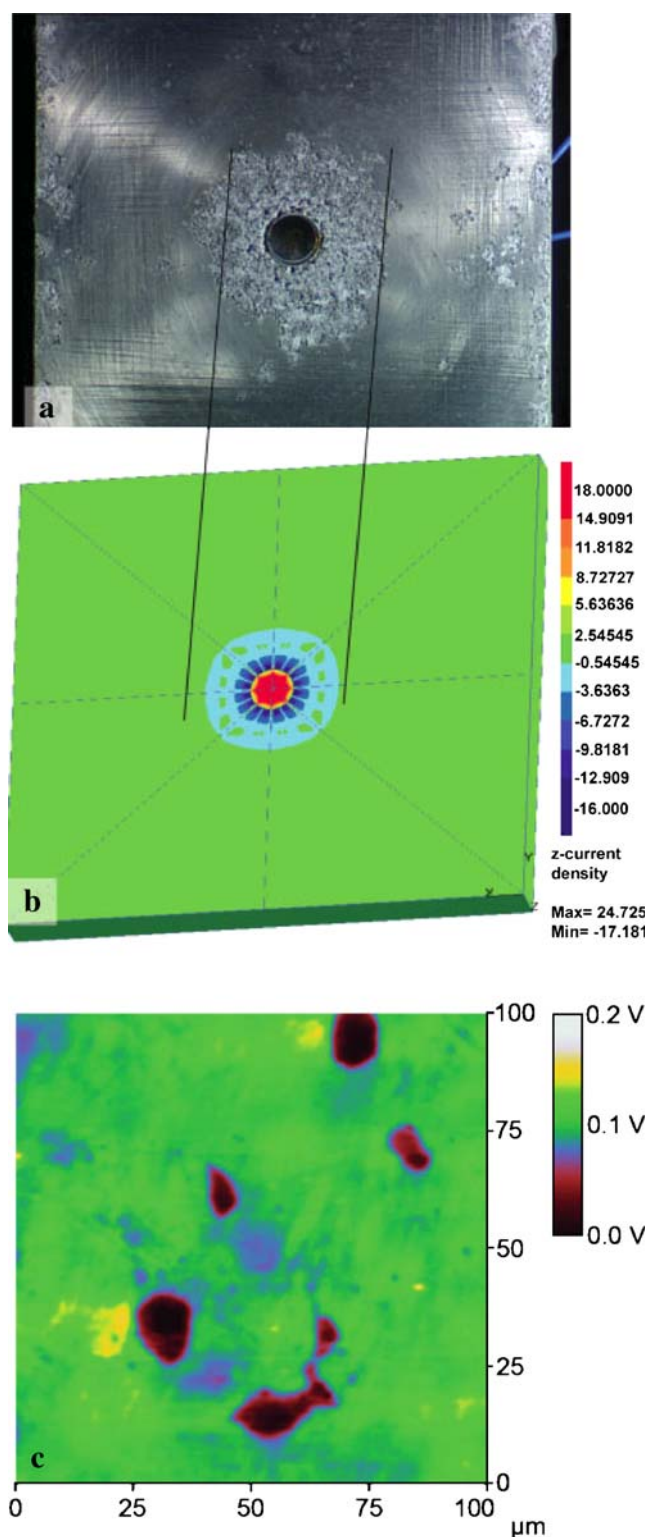 a
18.0000
14.9091
11.8182
8.72727
5.63636
2.54545
-0.54545
-3.6363
-6.7272
-9.8181
-12.909
-16.000
z-current
density
Y
X
Z
Max= 24.725
Min= -17.181
b
100
75
50
25
0
0.2 V
0.1 V
0.0 V
c
0 25 50 75 100
µm